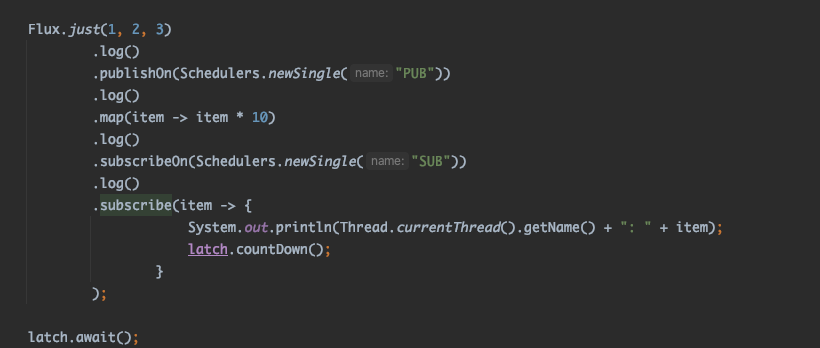 Flux.just(1, 2, 3)
.log()
.publishOn(Schedulers.newSingle( name: "PUB"))
.log()
.map(item -> item * 10)
.log()
.subscribeOn(Schedulers.newSingle( name: "SUB"))
.log()
.subscribe(item -> {
System.out.println(Thread.currentThread().getName() + ": " + item);
latch.countDown();
}
);
latch.await();